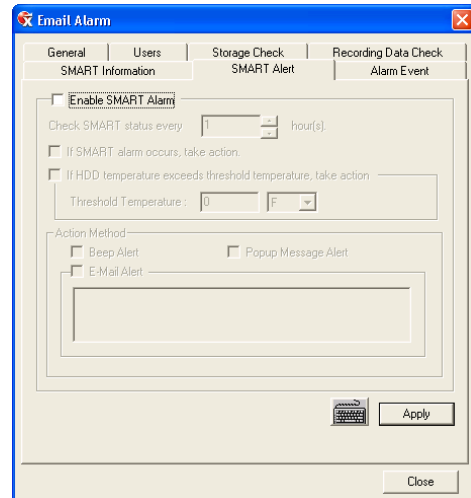 Email Alarm
General Users Storage Check Recording Data Check
SMART Information SMART Alert Alarm Event
Enable SMART Alarm
Check SMART status every 1 hour(s).
If SMART alarm occurs, take action.
If HDD temperature exceeds threshold temperature, take action
Threshold Temperature : 0 F
Action Method
Beep Alert Popup Message Alert
E-Mail Alert
Apply
Close